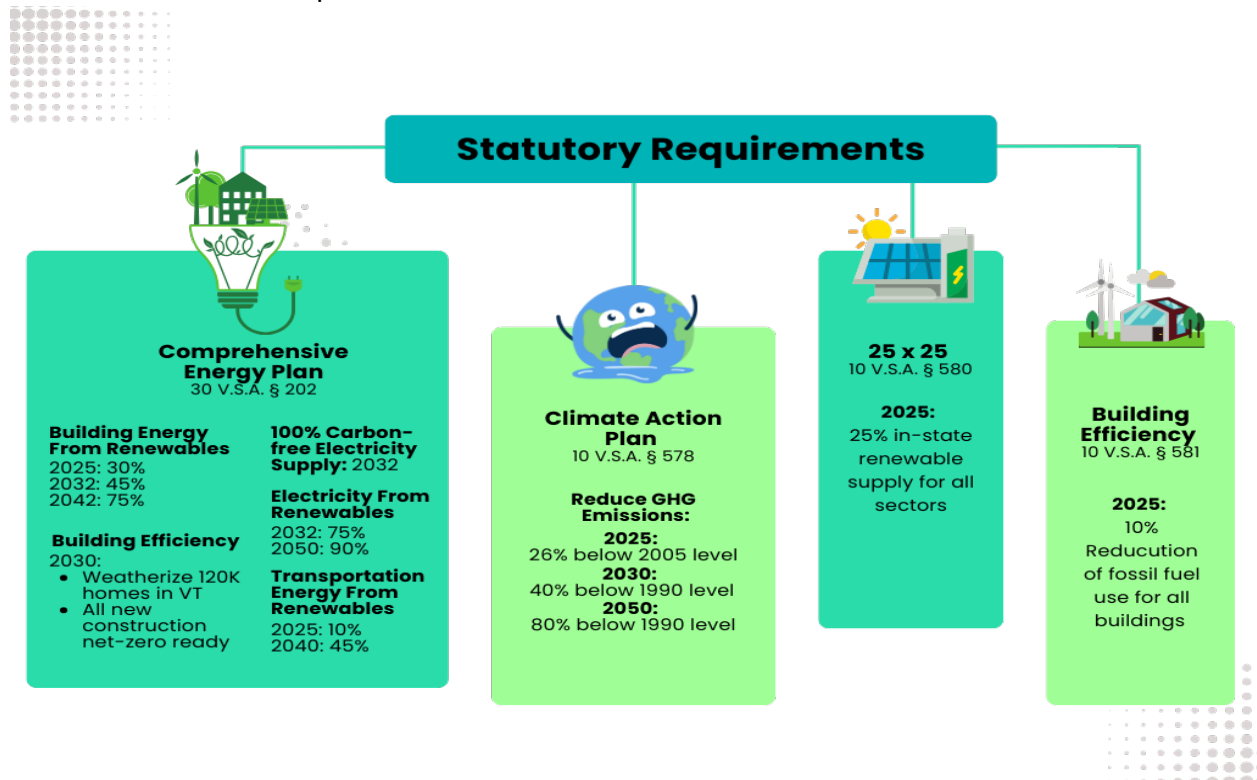 Statutory Requirements
Comprehensive
Energy Plan
30 V.S.A. § 202
Building Energy
From Renewables
2025: 30%
2032: 45%
2042: 75%
Building Efficiency
2030:
• Weatherize 120K
homes in VT
• All new
construction
net-zero ready
100% Carbon-
free Electricity
Supply: 2032
Electricity From
Renewables
2032: 75%
2050: 90%
Transportation
Energy From
Renewables
2025: 10%
2040: 45%
Climate Action
Plan
10 V.S.A. § 578
Reduce GHG
Emissions:
2025:
26% below 2005 level
2030:
40% below 1990 level
2050:
80% below 1990 level
25 x 25
10 V.S.A. § 580
2025:
25% in-state
renewable
supply for all
sectors
Building
Efficiency
10 V.S.A. § 581
2025:
10%
Reducution
of fossil fuel
use for all
buildings